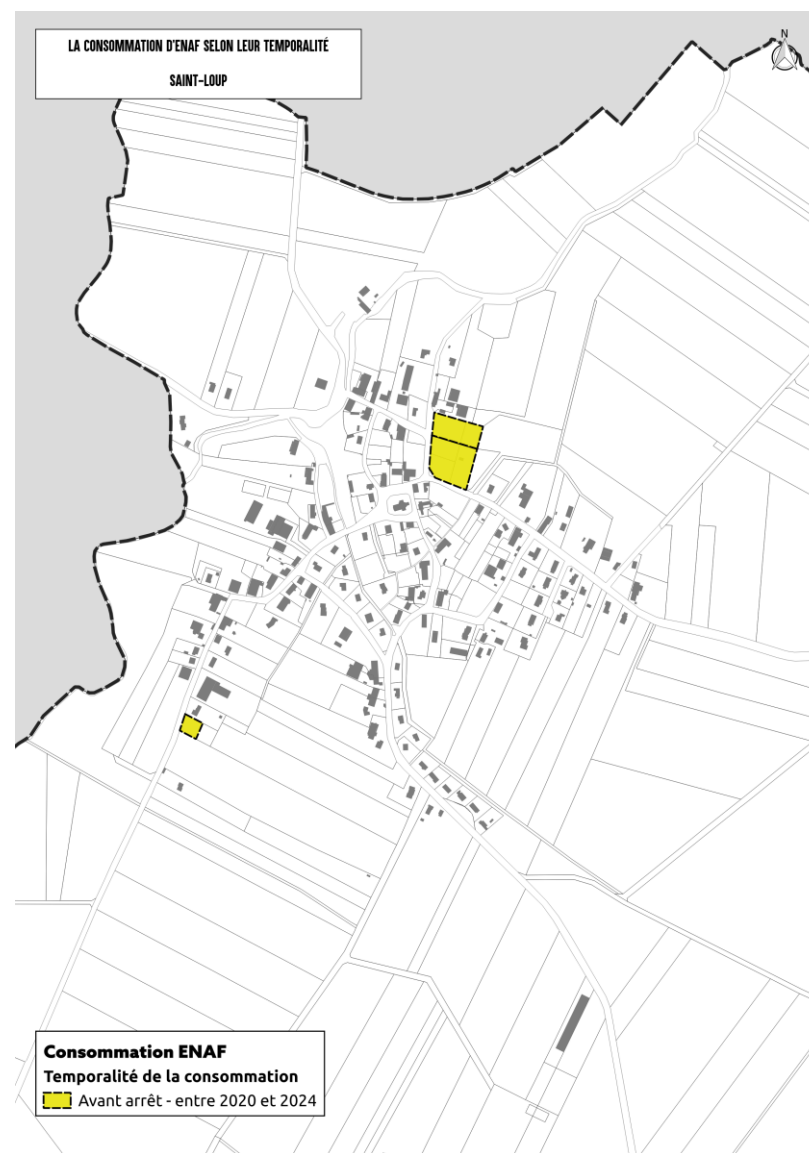 LA CONSOMMATION D'ENAF SELON LEUR TEMPORALITÉ
SAINT-LOUP
N
Consommation ENAF
Temporalité de la consommation
Avant arrêt - entre 2020 et 2024